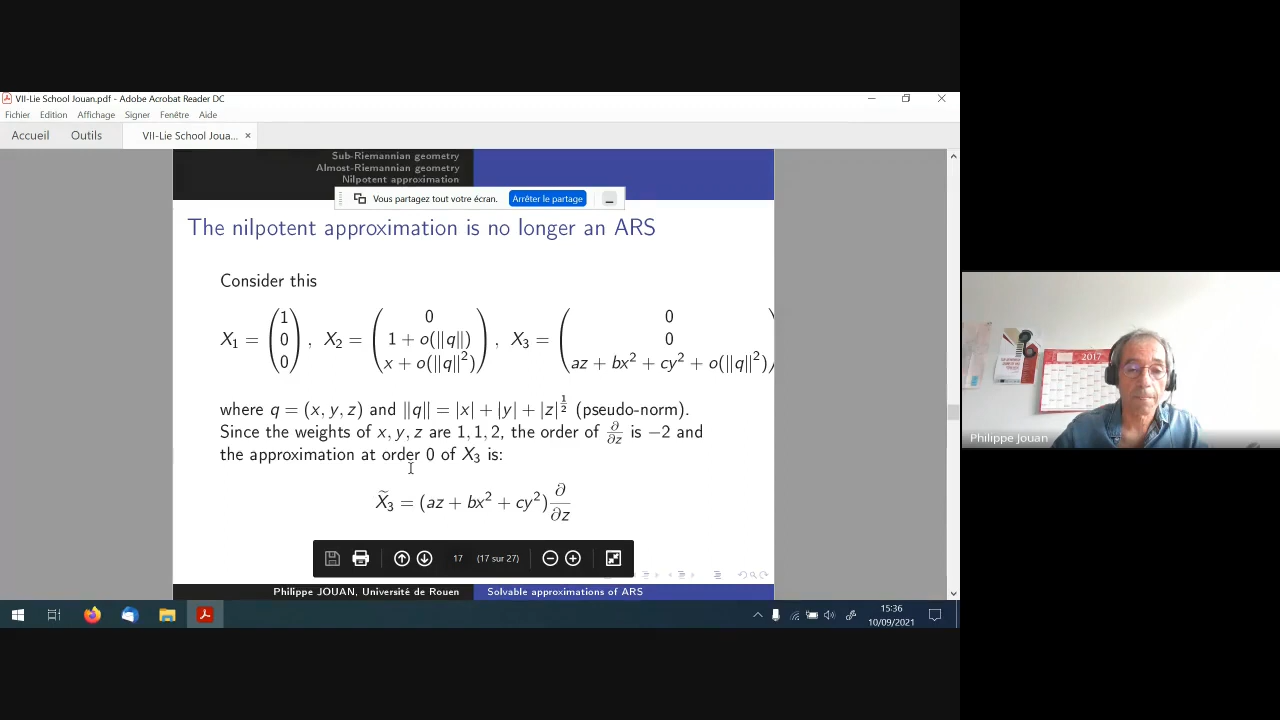 VII-Lie School Jouan.pdf - Adobe Acrobat Reader DC
Fichier Edition Affichage Signer Fenêtre Aide
Accueil Outils VII-Lie School Joua... ×
Sub-Riemannian geometry
Almost-Riemannian geometry
Nilpotent approximation
Vous partagez tout votre écran. Arrêter le partage
The nilpotent approximation is no longer an ARS
Consider this
X₁ = (1 0 0), X₂ = (0 1 + o(‖q‖) x + o(‖q‖²)), X₃ = (0 0 az + bx² + cy² + o(‖q‖²))
where q = (x, y, z) and ‖q‖ = |x| + |y| + |z|^{1/2} (pseudo-norm).
Since the weights of x, y, z are 1, 1, 2, the order of ∂/∂z is −2 and
the approximation at order 0 of X₃ is:
X̃₃ = (az + bx² + cy²) ∂/∂z
17 (17 sur 27)
Philippe JOUAN, Université de Rouen Solvable approximations of ARS
15:36
10/09/2021
2017
Philippe Jouan